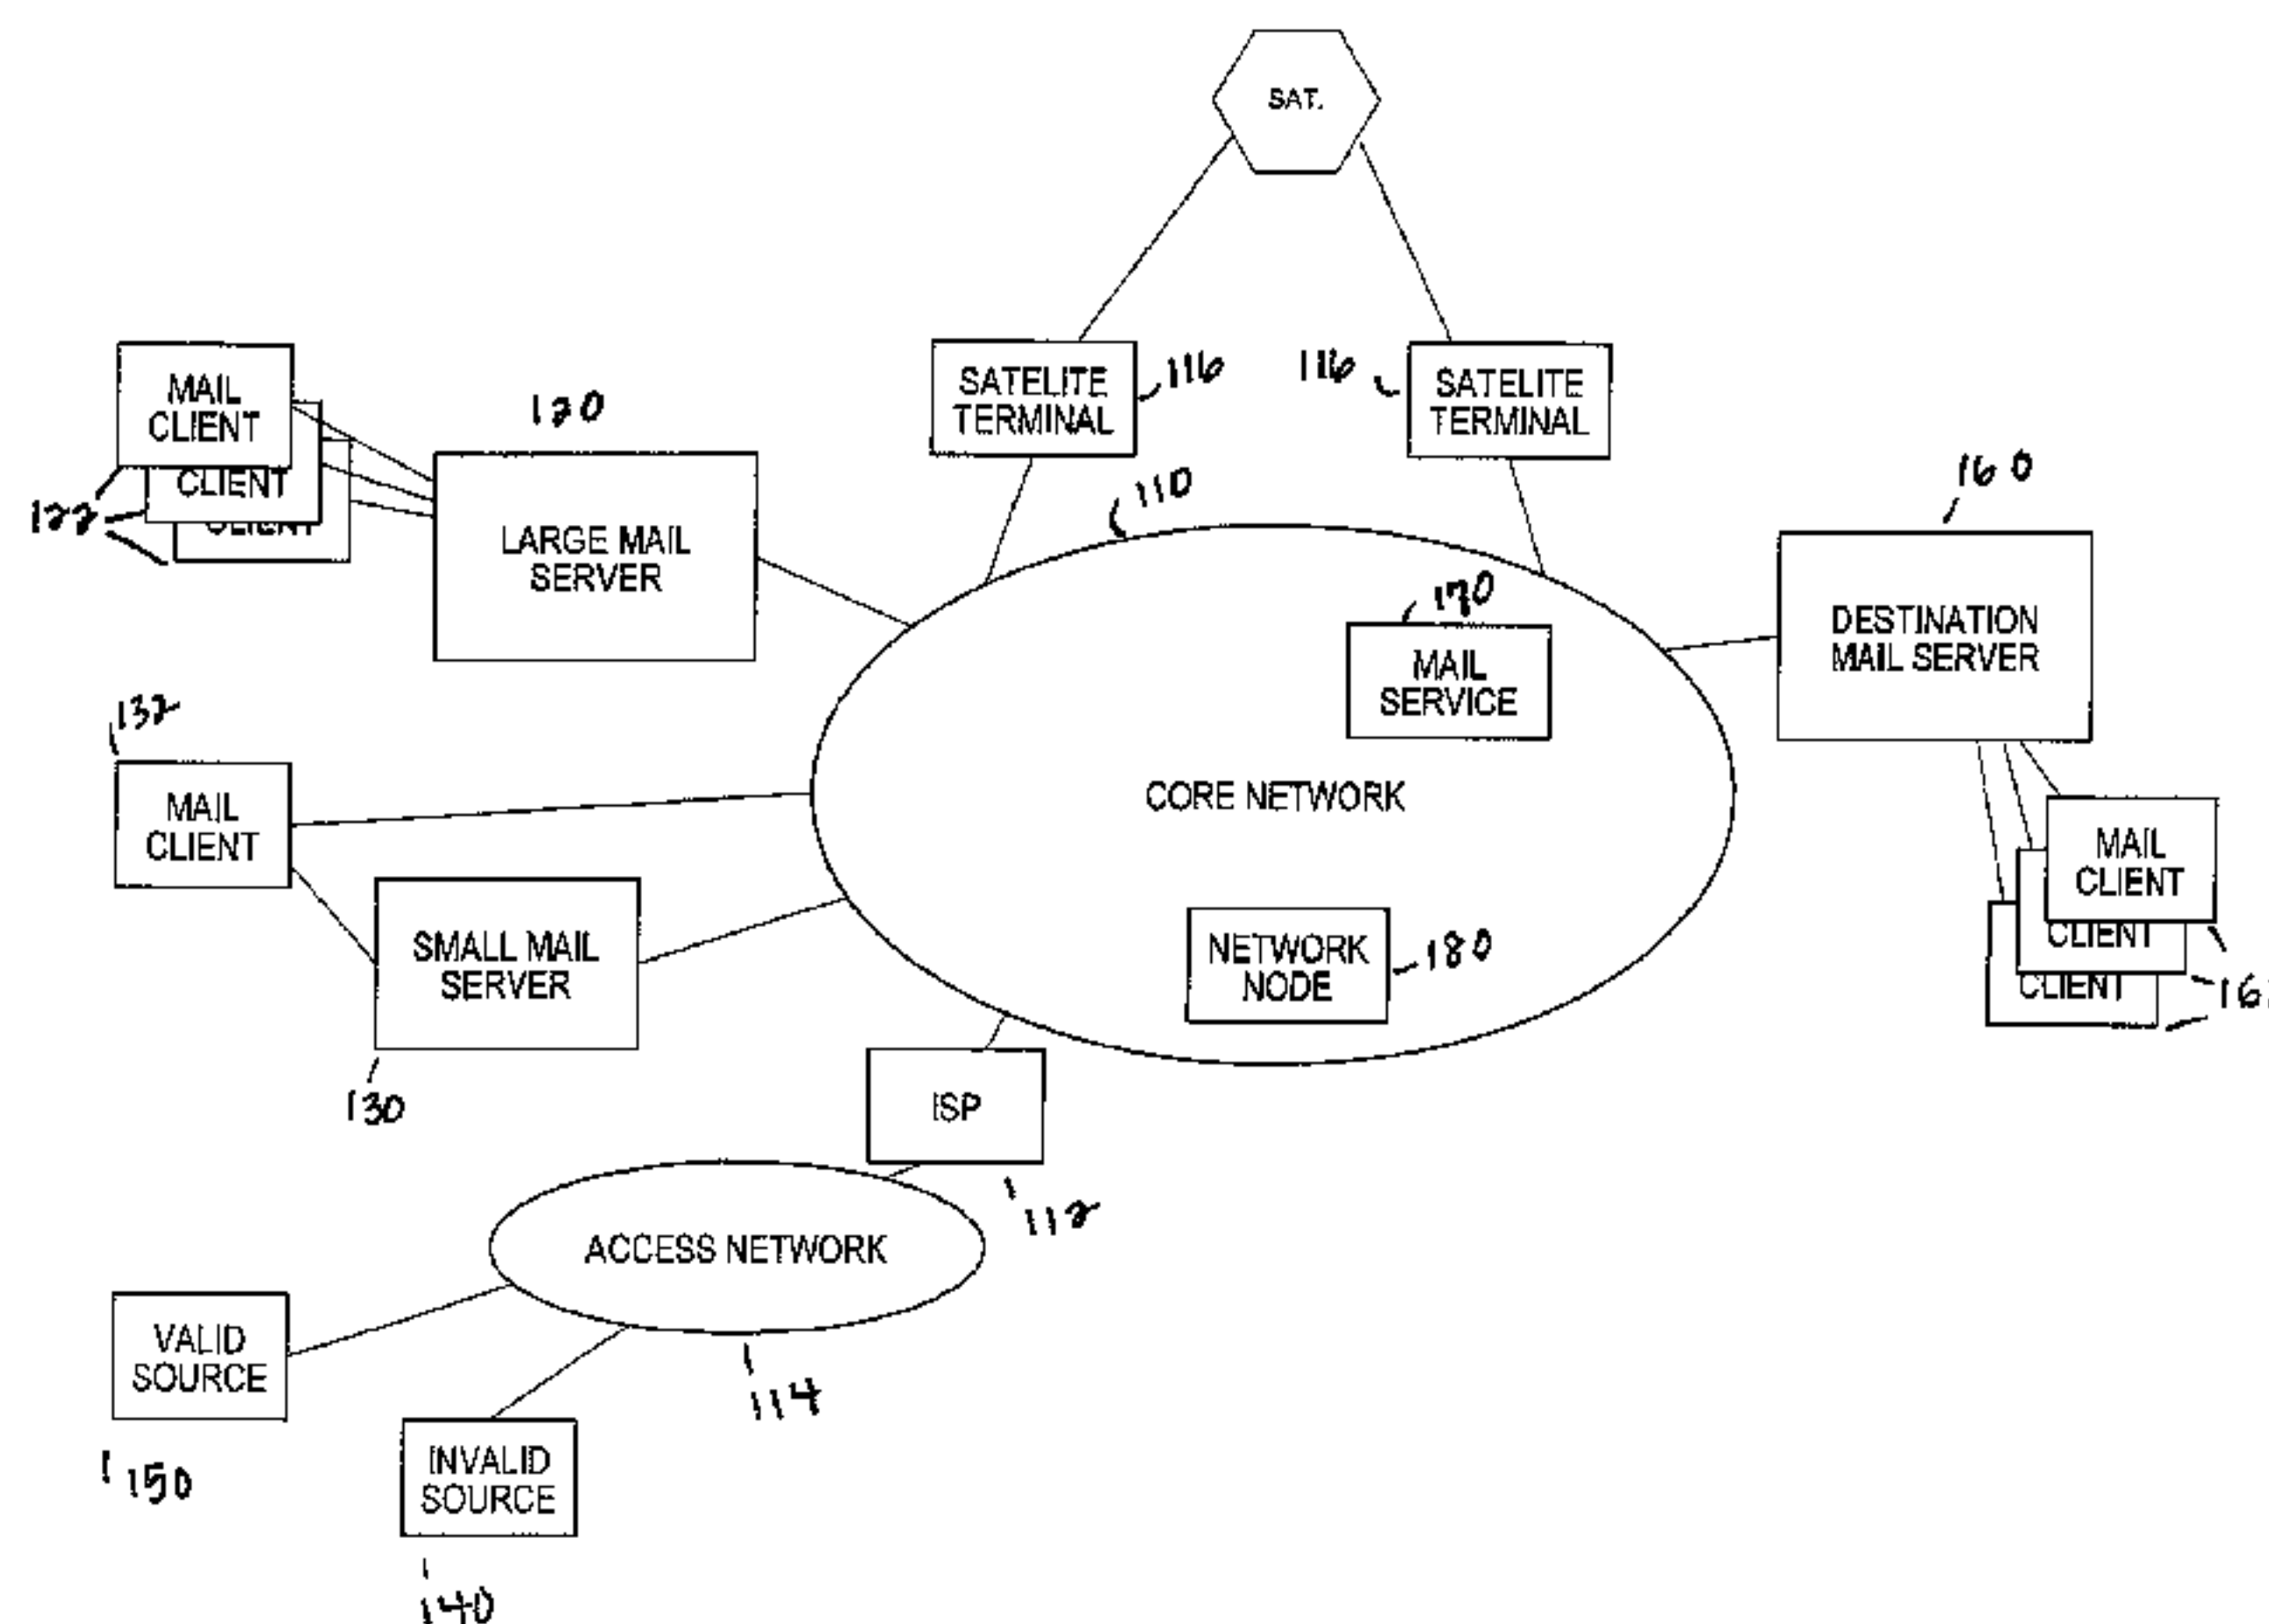 SAT.
SATELITE
TERMINAL
116
116
SATELITE
TERMINAL
MAIL
CLIENT
CLIENT
CLIENT
122
120
LARGE MAIL
SERVER
110
160
DESTINATION
MAIL SERVER
170
MAIL
SERVICE
132
MAIL
CLIENT
CORE NETWORK
MAIL
CLIENT
CLIENT
CLIENT
SMALL MAIL
SERVER
130
NETWORK
NODE
180
ISP
112
ACCESS NETWORK
114
VALID
SOURCE
150
INVALID
SOURCE
140